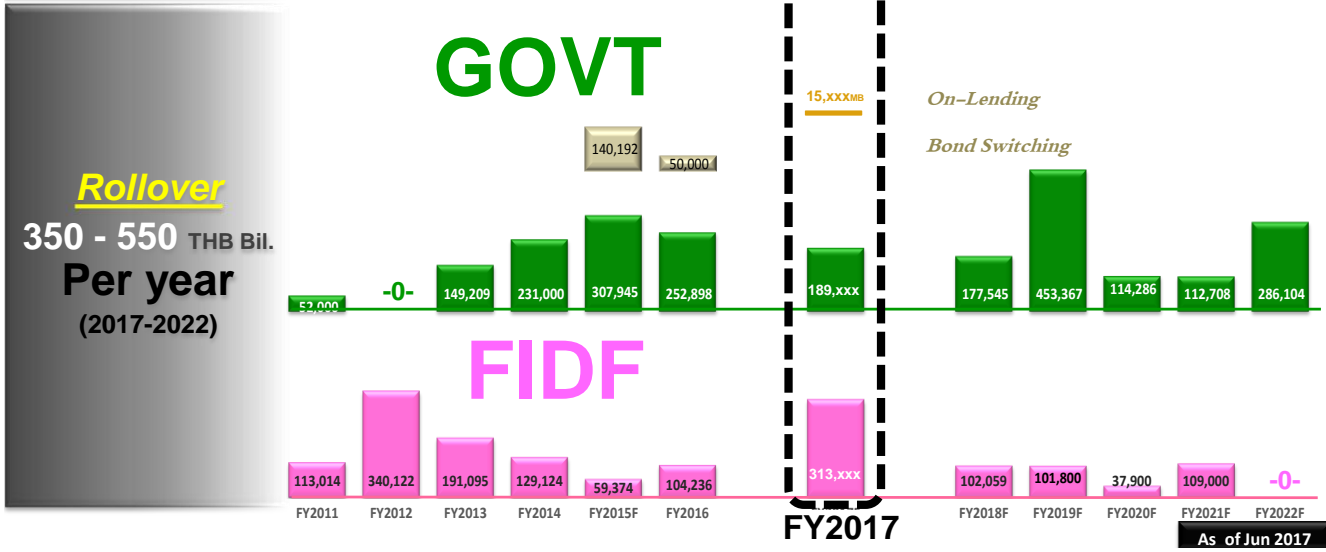 GOVT
15,xxxMB
On-Lending
Bond Switching
140,192
50,000
Rollover
350 - 550 THB Bil.
Per year
(2017-2022)
52,000
-0-
149,209
231,000
307,945
252,898
189,xxx
177,545
453,367
114,286
112,708
286,104
FIDF
113,014
340,122
191,095
129,124
59,374
104,236
313,xxx
102,059
101,800
37,900
109,000
-0-
FY2011
FY2012
FY2013
FY2014
FY2015F
FY2016
FY2017
FY2018F
FY2019F
FY2020F
FY2021F
FY2022F
As of Jun 2017